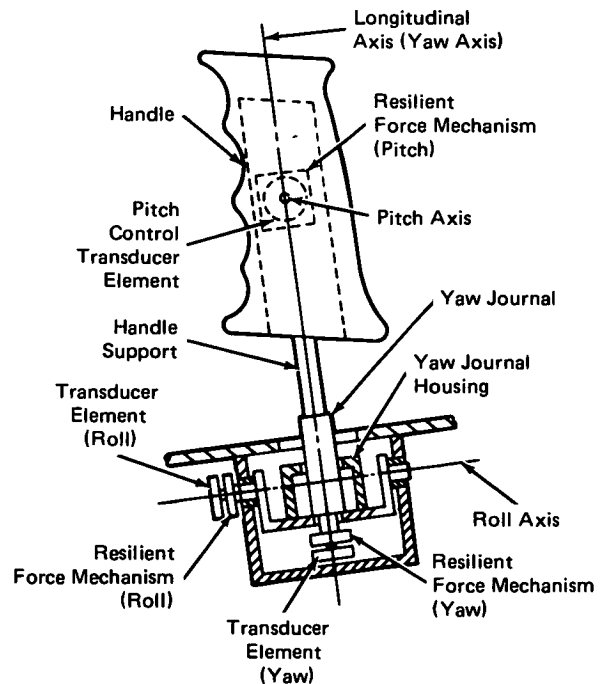 Longitudinal
Axis (Yaw Axis)
Handle
Resilient
Force Mechanism
(Pitch)
Pitch
Control
Transducer
Element
Pitch Axis
Yaw Journal
Handle
Support
Yaw Journal
Housing
Transducer
Element
(Roll)
Roll Axis
Resilient
Force Mechanism
(Roll)
Resilient
Force Mechanism
(Yaw)
Transducer
Element
(Yaw)